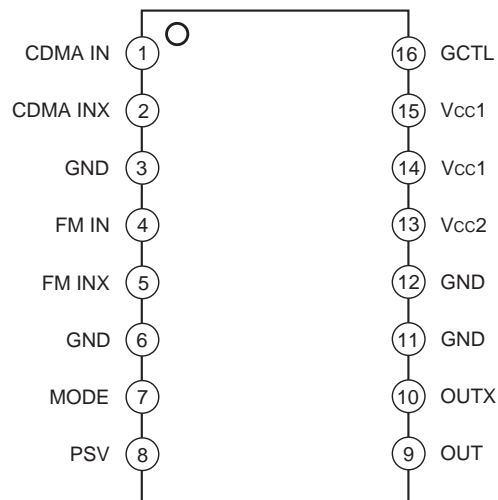 CDMA IN 1 16 GCTL
CDMA INX 2 15 Vcc1
GND 3 14 Vcc1
FM IN 4 13 Vcc2
FM INX 5 12 GND
GND 6 11 GND
MODE 7 10 OUTX
PSV 8 9 OUT